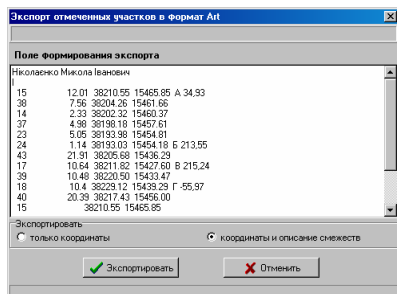 Экспорт отмеченных участков в формат Art
Поле формирования экспорта
Ніколаєнко Микола Іванович
15 12.01 38210.55 15465.85 А 34,93
38 7.56 38204.26 15461.66
14 2.33 38202.32 15460.37
37 4.98 38198.18 15457.61
23 5.05 38193.98 15454.81
24 1.14 38193.03 15454.18 Б 213,55
43 21.91 38205.68 15436.29
17 10.64 38211.82 15427.60 В 215,24
39 10.48 38220.50 15433.47
18 10.4 38229.12 15439.29 Г -55,97
40 20.39 38217.43 15456.00
15 38210.55 15465.85
Экспортировать
только координаты
координаты и описание смежеств
Экспортировать
Отменить